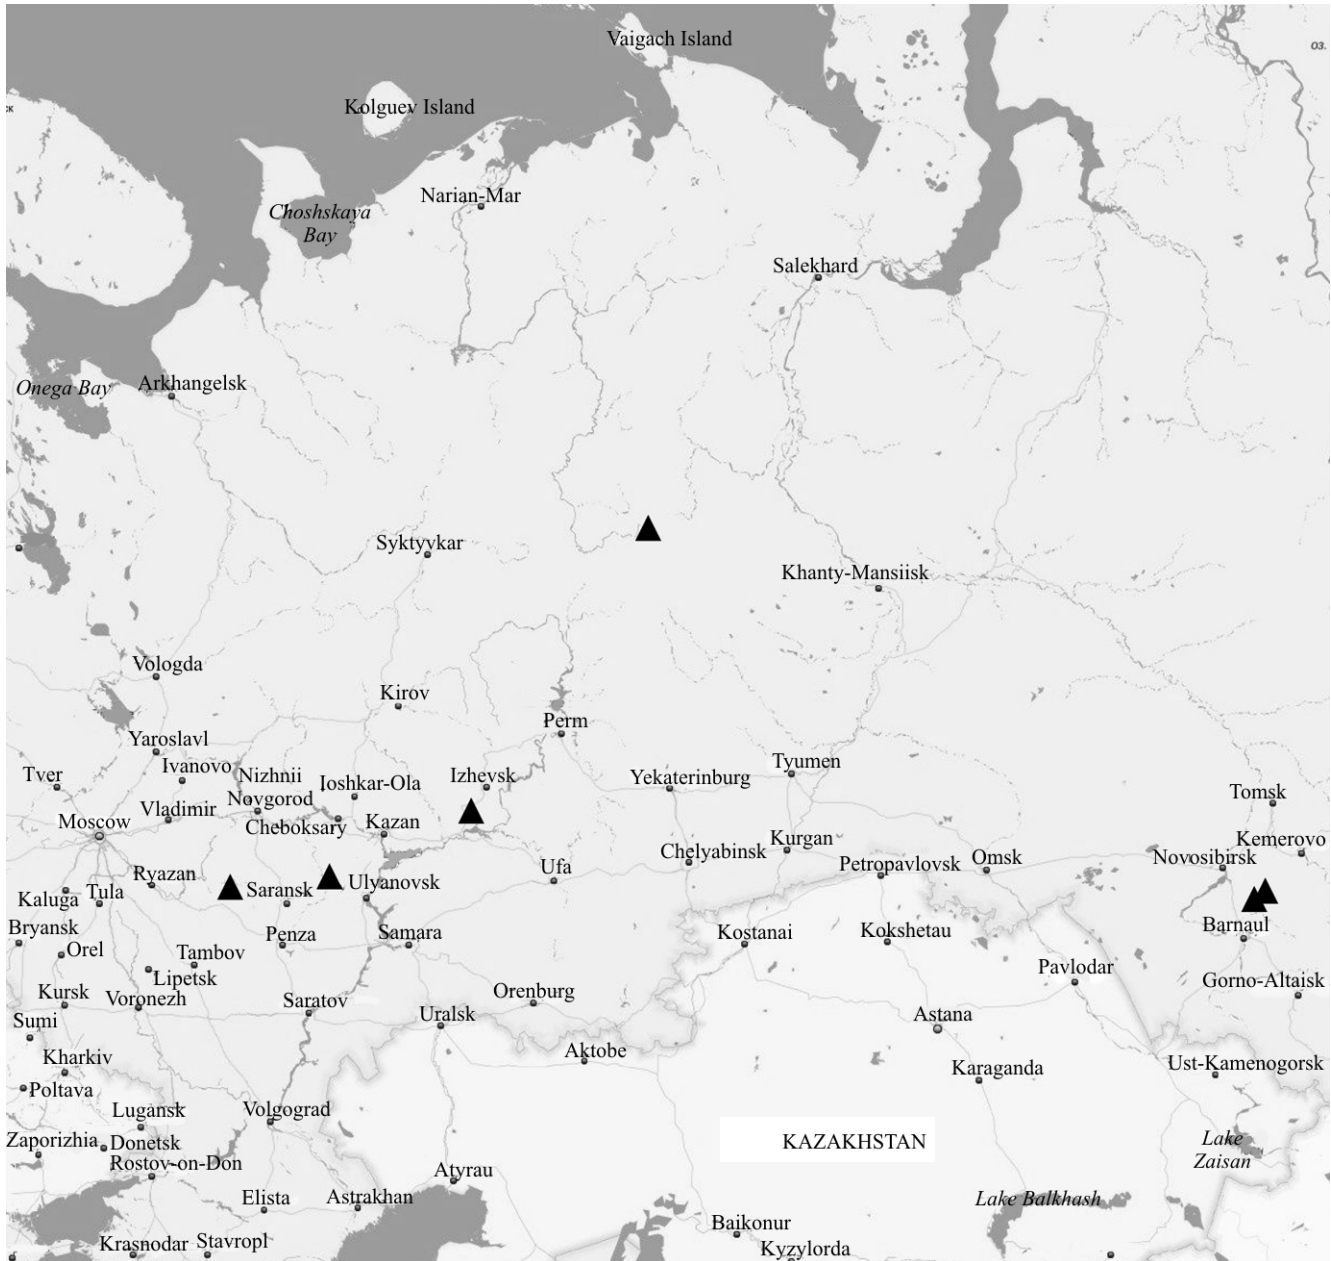 Vaigach Island
ОЗ.
Kolguev Island
ск
Narian-Mar
Choshskaya
Bay
Salekhard
Onega Bay
Arkhangelsk
Syktyvkar
Khanty-Mansiisk
Vologda
Kirov
Perm
Yaroslavl
Ivanovo
Tver
Nizhnii
Novgorod
Ioshkar-Ola
Izhevsk
Yekaterinburg
Tyumen
Tomsk
Vladimir
Moscow
Cheboksary
Kazan
Kurgan
Kemerovo
Chelyabinsk
Petropavlovsk
Omsk
Novosibirsk
Ryazan
Ufa
Kaluga
Tula
Saransk
Ulyanovsk
Bryansk
Orel
Penza
Samara
Kostanai
Kokshetau
Barnaul
Tambov
Lipetsk
Pavlodar
Gorno-Altaisk
Kursk
Voronezh
Saratov
Orenburg
Uralsk
Astana
Sumi
Kharkiv
Aktobe
Karaganda
Ust-Kamenogorsk
Poltava
Lugansk
Volgograd
Zaporizhia
Donetsk
KAZAKHSTAN
Lake
Zaisan
Rostov-on-Don
Atyrau
Elista
Astrakhan
Lake Balkhash
Baikonur
Krasnodar
Stavropl
Kyzylorda